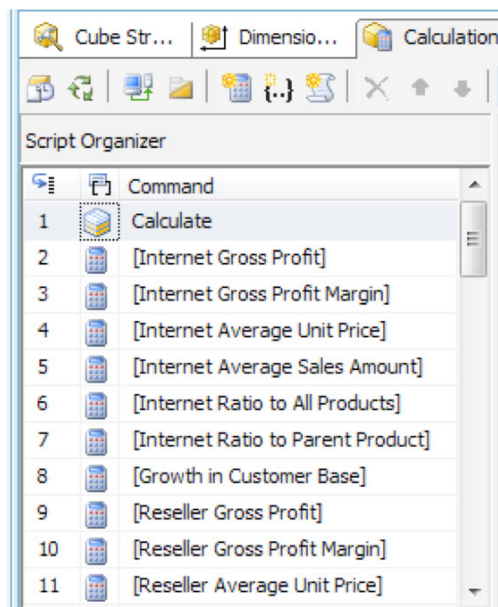 Cube Str... Dimensio... Calculation
Script Organizer
Command
1 Calculate
2 [Internet Gross Profit]
3 [Internet Gross Profit Margin]
4 [Internet Average Unit Price]
5 [Internet Average Sales Amount]
6 [Internet Ratio to All Products]
7 [Internet Ratio to Parent Product]
8 [Growth in Customer Base]
9 [Reseller Gross Profit]
10 [Reseller Gross Profit Margin]
11 [Reseller Average Unit Price]